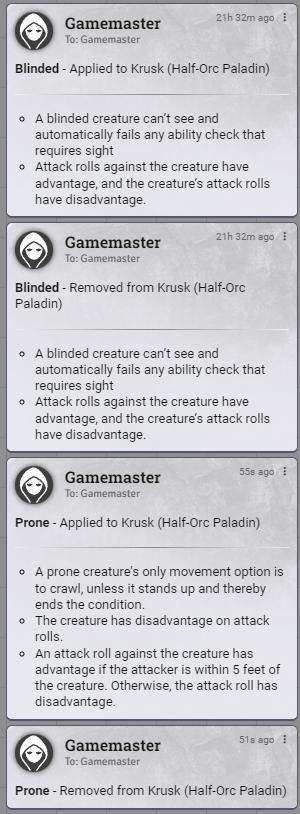 Gamemaster
21h 32m ago
To: Gamemaster
Blinded - Applied to Krusk (Half-Orc Paladin)
A blinded creature can't see and
automatically fails any ability check that
requires sight
Attack rolls against the creature have
advantage, and the creature's attack rolls
have disadvantage.
Gamemaster
21h 32m ago
To: Gamemaster
Blinded - Removed from Krusk (Half-Orc
Paladin)
A blinded creature can't see and
automatically fails any ability check that
requires sight
Attack rolls against the creature have
advantage, and the creature's attack rolls
have disadvantage.
Gamemaster
55s ago
To: Gamemaster
Prone - Applied to Krusk (Half-Orc Paladin)
A prone creature's only movement option is
to crawl, unless it stands up and thereby
ends the condition.
The creature has disadvantage on attack
rolls.
An attack roll against the creature has
advantage if the attacker is within 5 feet of
the creature. Otherwise, the attack roll has
disadvantage.
Gamemaster
51s ago
To: Gamemaster
Prone - Removed from Krusk (Half-Orc Paladin)